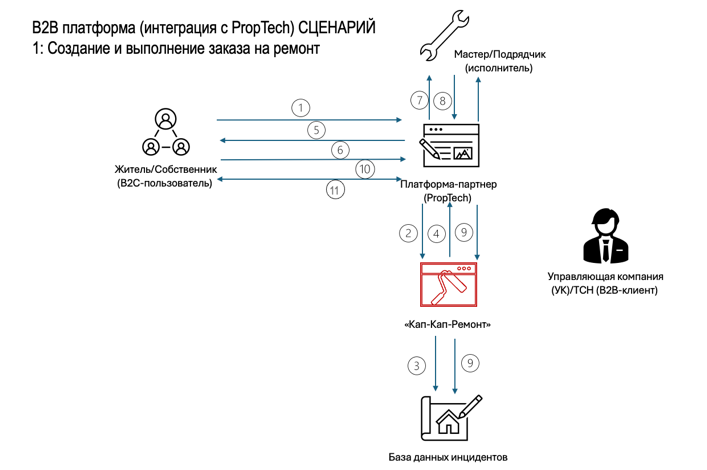 B2B платформа (интеграция с PropTech) СЦЕНАРИЙ
1: Создание и выполнение заказа на ремонт
Мастер/Подрядчик
(исполнитель)
7
8
1
5
6
10
11
Житель/Собственник
(B2C-пользователь)
Платформа-партнер
(PropTech)
2
4
9
Управляющая компания
(УК)/ТСН (B2B-клиент)
«Кап-Кап-Ремонт»
3
9
База данных инцидентов